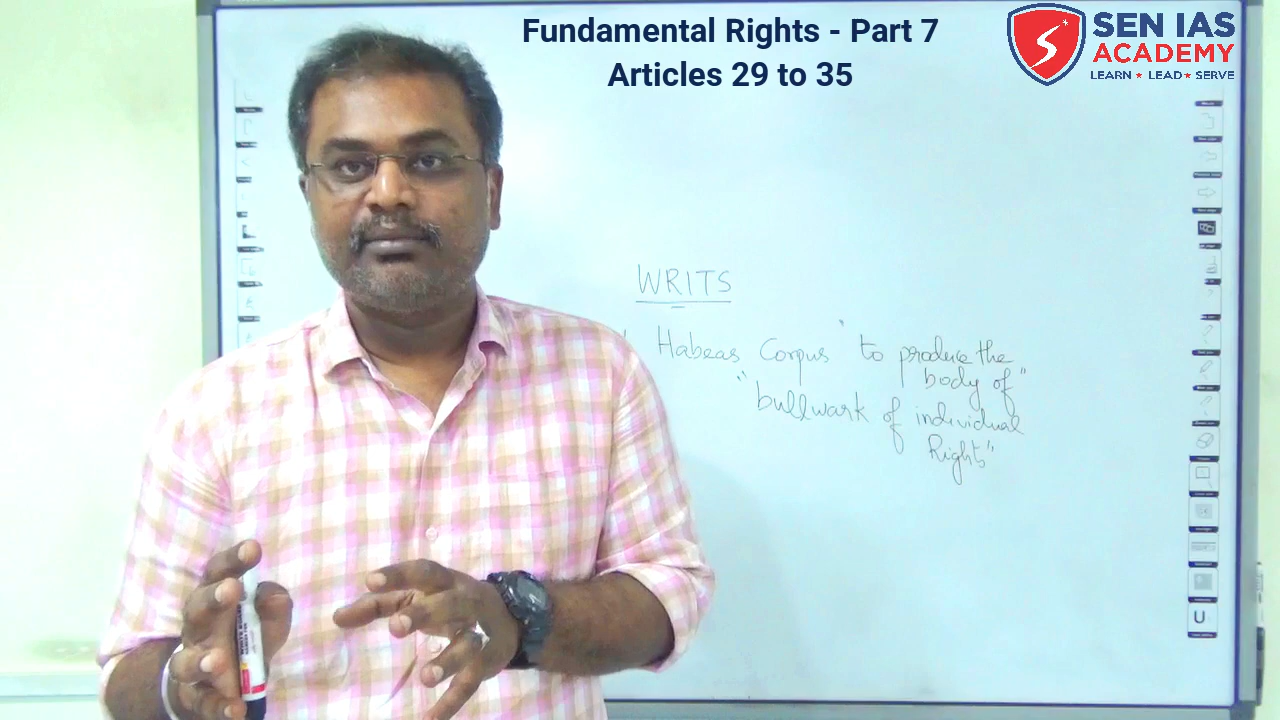 Fundamental Rights - Part 7
Articles 29 to 35
SEN IAS
ACADEMY
LEARN ★ LEAD ★ SERVE
WRITS
Habeas Corpus "to produce the
body of"
"bullwark of individual
Rights"
U